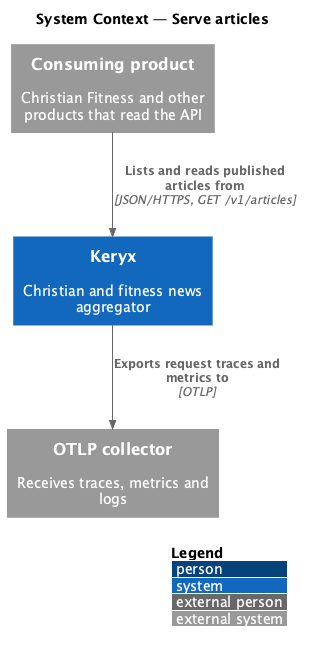 System Context — Serve articles
Consuming product
Christian Fitness and other
products that read the API
Lists and reads published
articles from
[JSON/HTTPS, GET /v1/articles]
Keryx
Christian and fitness news
aggregator
Exports request traces and
metrics to
[OTLP]
OTLP collector
Receives traces, metrics and
logs
Legend
person
system
external person
external system